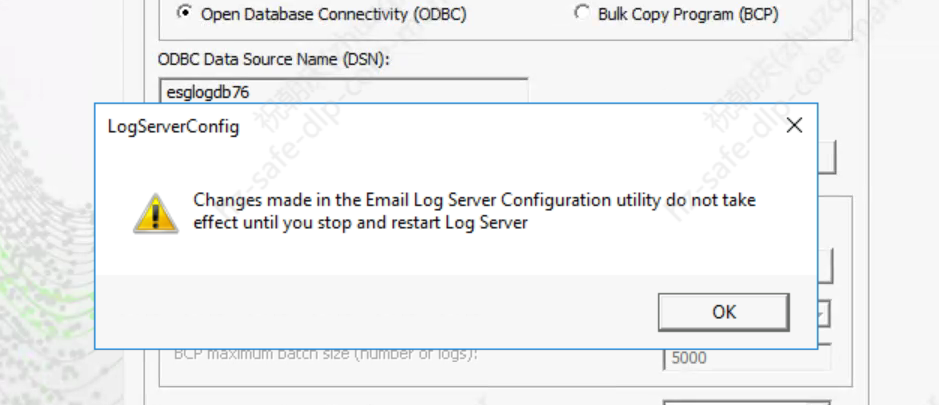 Open Database Connectivity (ODBC)
Bulk Copy Program (BCP)
ODBC Data Source Name (DSN):
esglogdb76
LogServerConfig
Changes made in the Email Log Server Configuration utility do not take
effect until you stop and restart Log Server
OK
BCP maximum batch size (number of logs):
5000